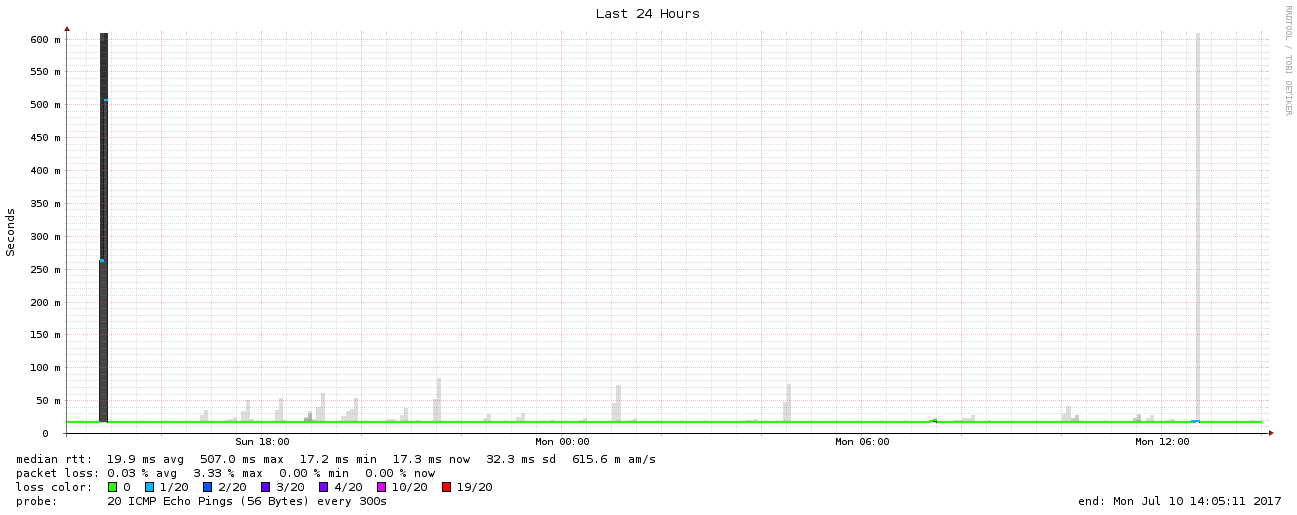 Last 24 Hours
RRDTOOL / TOBI OETIKER
Seconds
600 m
550 m
500 m
450 m
400 m
350 m
300 m
250 m
200 m
150 m
100 m
50 m
0
Sun 18:00 Mon 00:00 Mon 06:00 Mon 12:00
median rtt: 19.9 ms avg 507.0 ms max 17.2 ms min 17.3 ms now 32.3 ms sd 615.6 m am/s
packet loss: 0.03 % avg 3.33 % max 0.00 % min 0.00 % now
loss color: 0 1/20 2/20 3/20 4/20 10/20 19/20
probe: 20 ICMP Echo Pings (56 Bytes) every 300s end: Mon Jul 10 14:05:11 2017